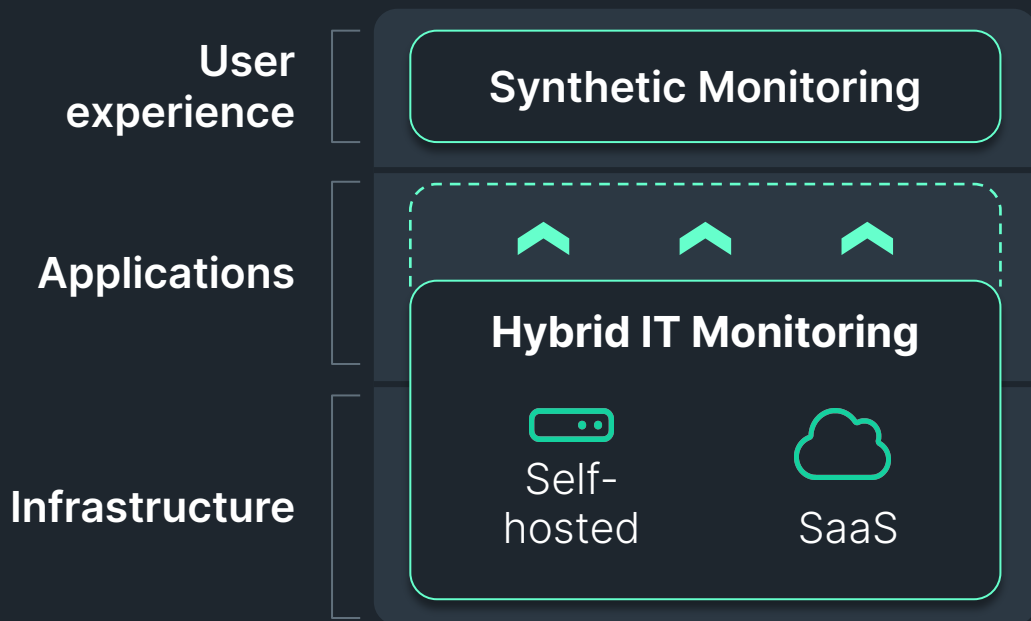 User
experience
Synthetic Monitoring
Applications
Hybrid IT Monitoring
Infrastructure
Self-
hosted
SaaS